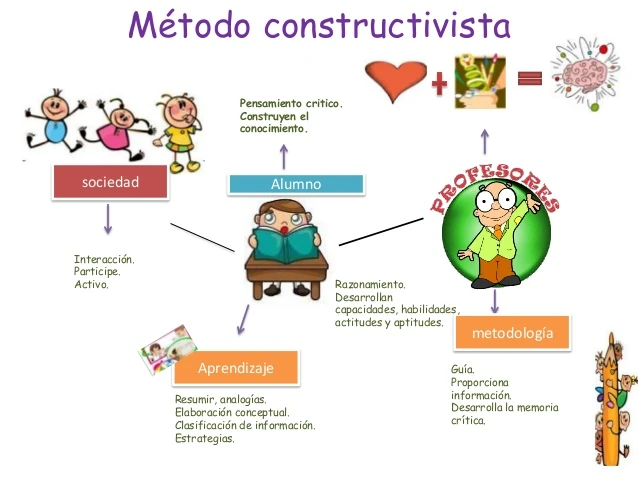 Método constructivista
Pensamiento critico.
Construyen el
conocimiento.
sociedad
Alumno
PROFESORES
Interacción.
Participe.
Activo.
Razonamiento.
Desarrollan
capacidades, habilidades,
actitudes y aptitudes.
metodología
Aprendizaje
Guía.
Proporciona
información.
Desarrolla la memoria
crítica.
Resumir, analogías.
Elaboración conceptual.
Clasificación de información.
Estrategias.